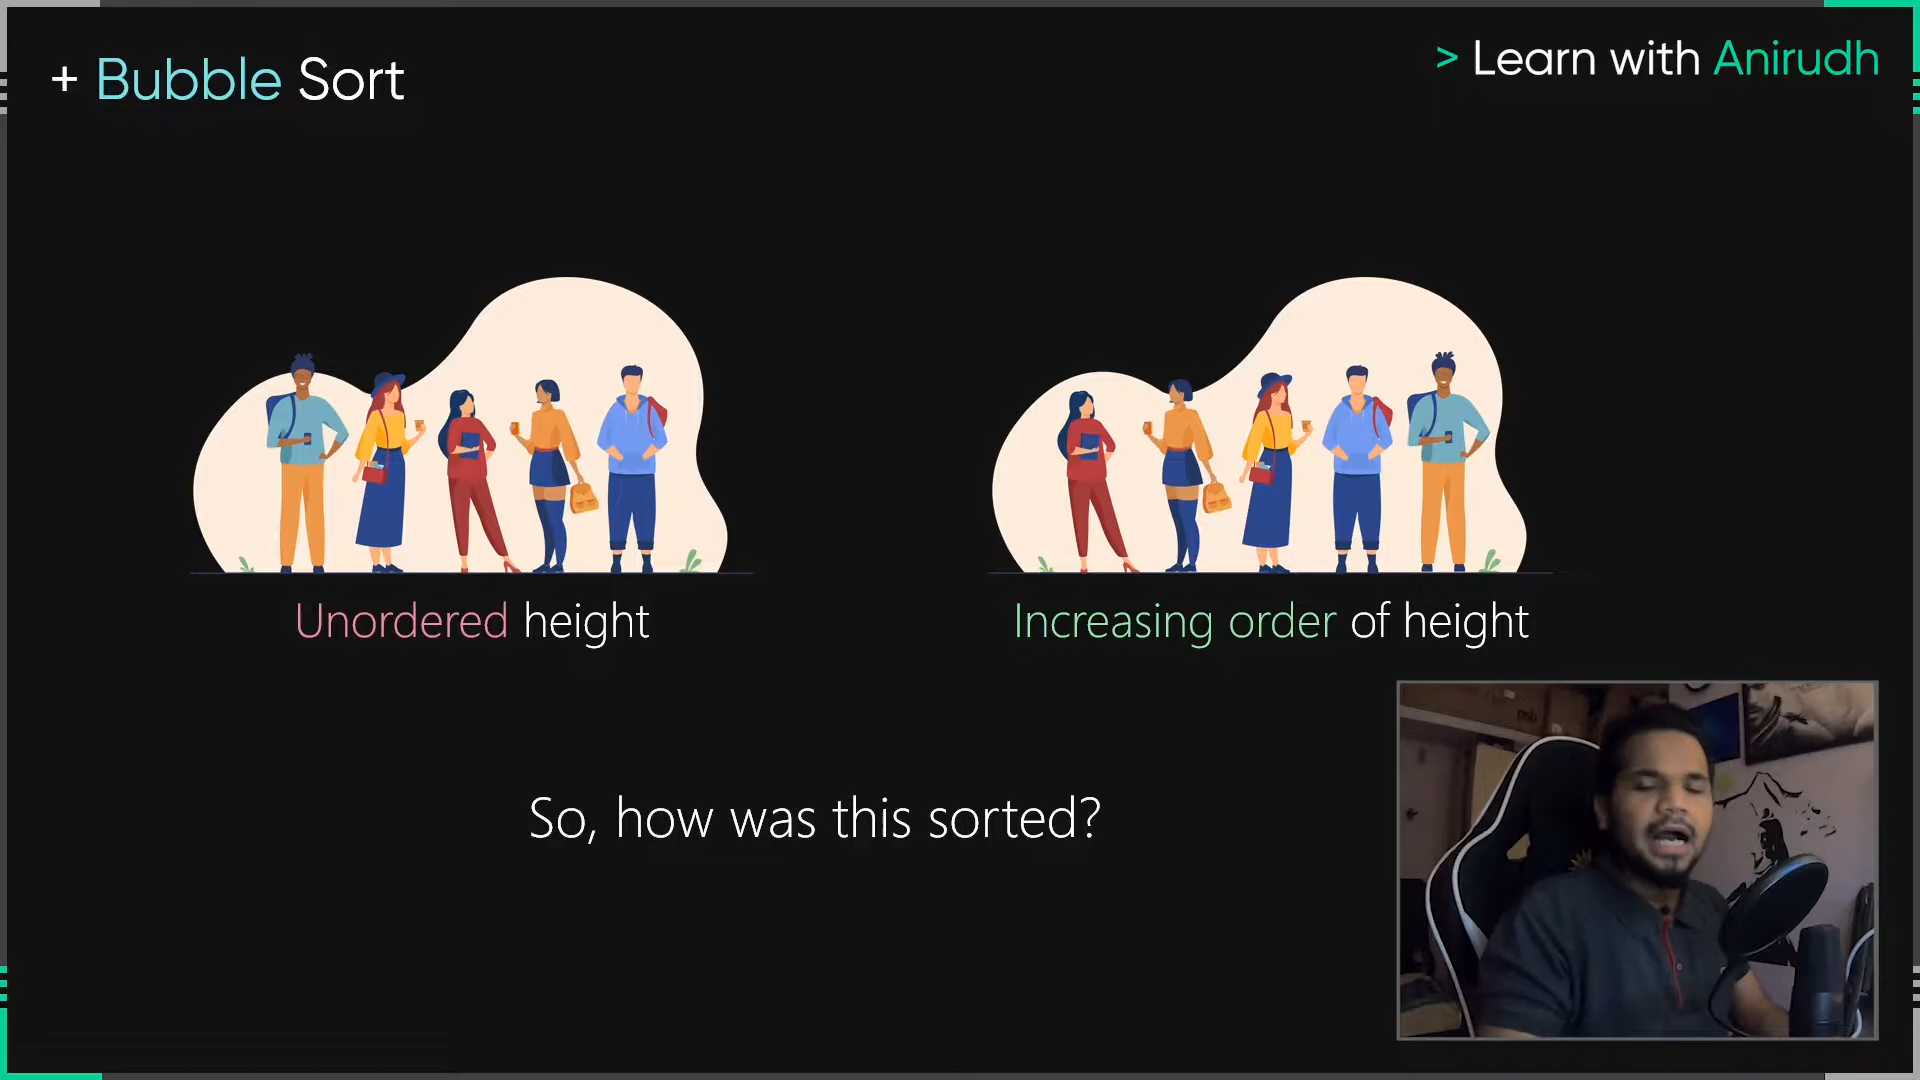 + Bubble Sort
> Learn with Anirudh
Unordered height
Increasing order of height
So, how was this sorted?